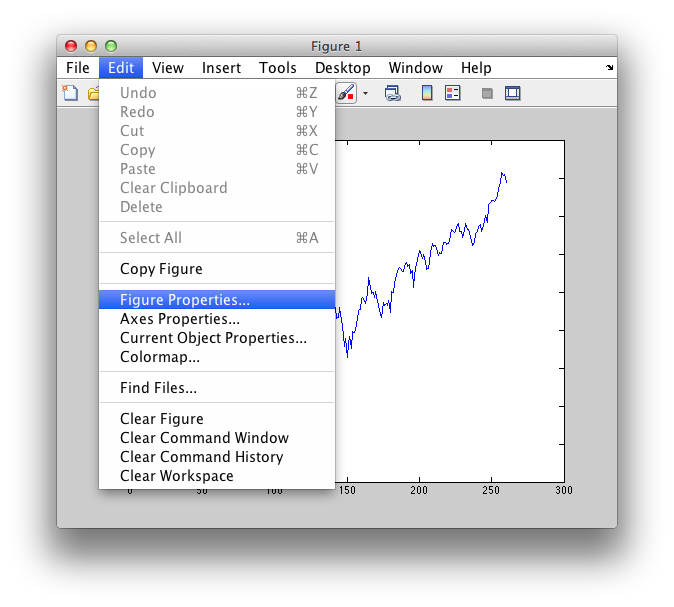 Figure 1
File Edit View Insert Tools Desktop Window Help
Undo ⌘Z
Redo ⌘Y
Cut ⌘X
Copy ⌘C
Paste ⌘V
Clear Clipboard
Delete
Select All ⌘A
Copy Figure
Figure Properties...
Axes Properties...
Current Object Properties...
Colormap...
Find Files...
Clear Figure
Clear Command Window
Clear Command History
Clear Workspace
0 50 100 150 200 250 300